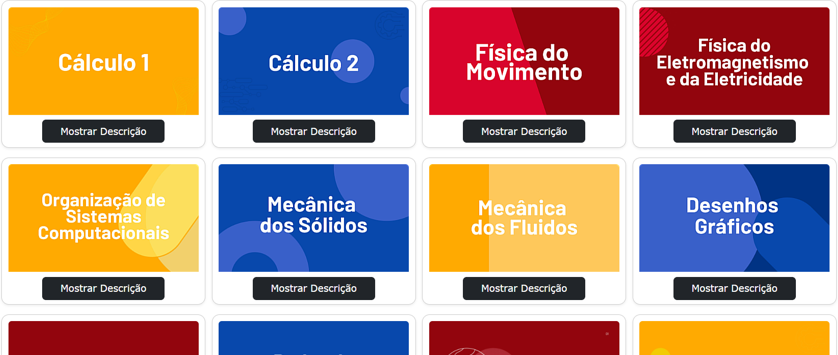 Cálculo 1
Cálculo 2
Física do
Movimento
Física do
Eletromagnetismo
e da Eletricidade
Mostrar Descrição
Mostrar Descrição
Mostrar Descrição
Mostrar Descrição
Organização de
Sistemas
Computacionais
Mecânica
dos Sólidos
Mecânica
dos Fluidos
Desenhos
Gráficos
Mostrar Descrição
Mostrar Descrição
Mostrar Descrição
Mostrar Descrição